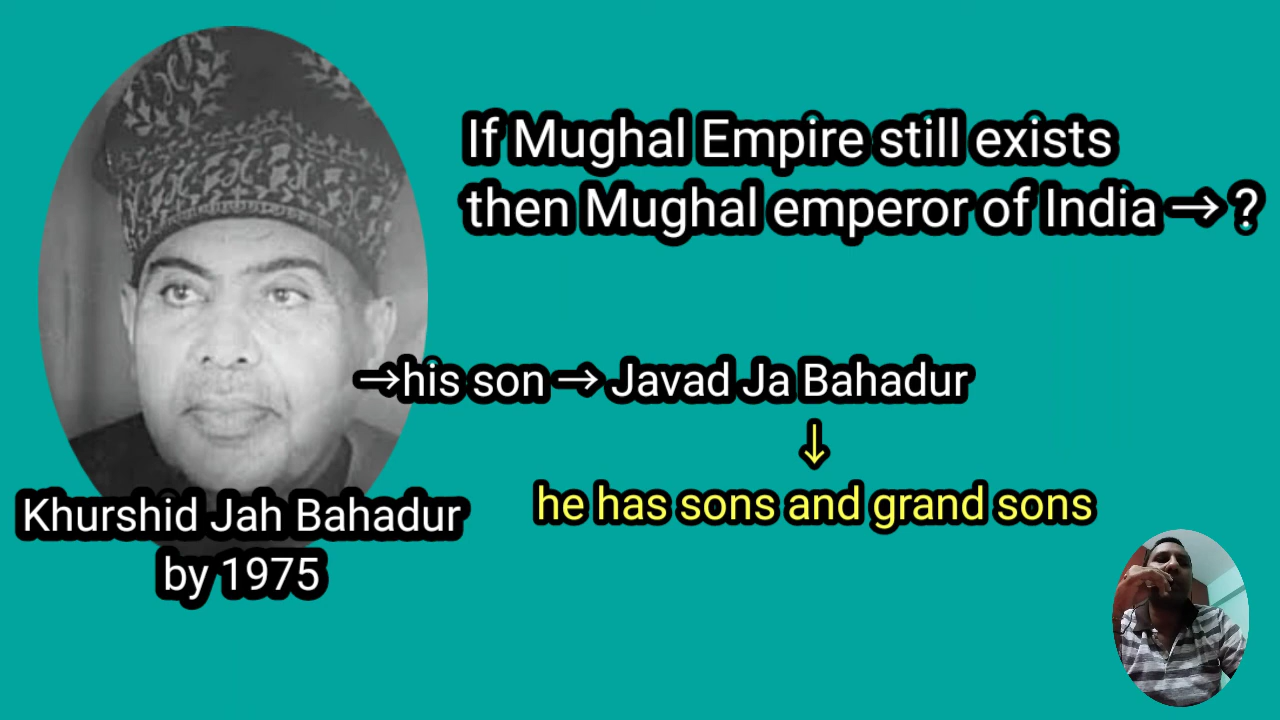 If Mughal Empire still exists
then Mughal emperor of India → ?
→his son → Javad Ja Bahadur
↓
he has sons and grand sons
Khurshid Jah Bahadur
by 1975